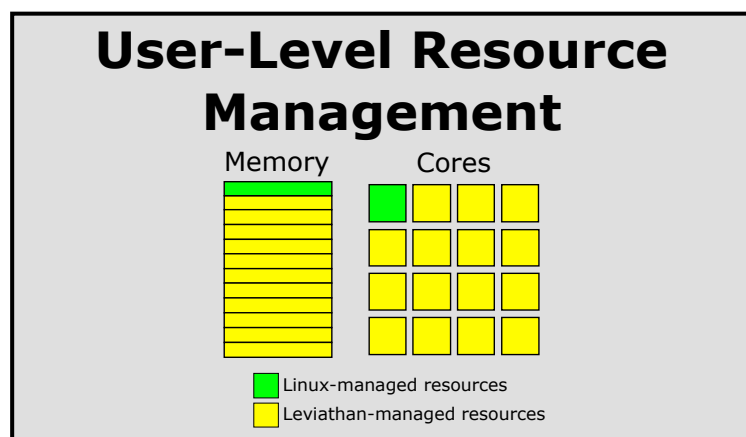 User-Level Resource
Management
Memory
Cores
Linux-managed resources
Leviathan-managed resources